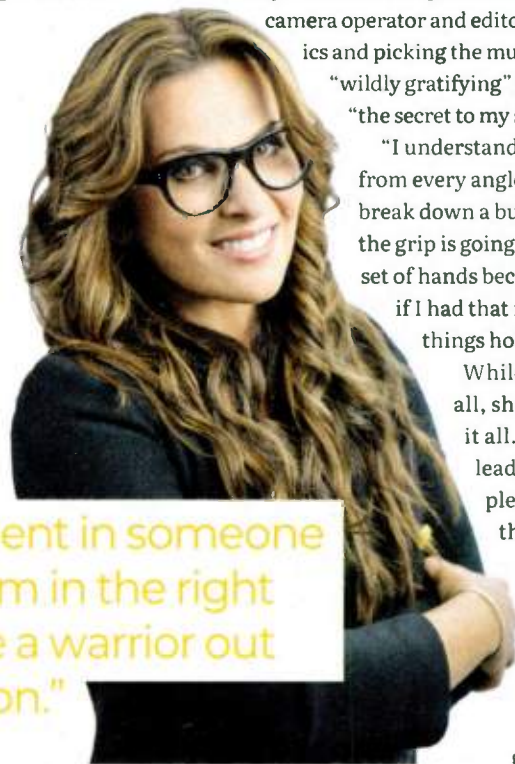 camera operator and edito
ics and picking the mu
“wildly gratifying”
“the secret to my s
“I understand
from every angle
break down a bu
the grip is going
set of hands bec
if I had that
things ho
While
all, sh
it all.
lead
ple
th
ent in someone
m in the right
e a warrior out
on.”